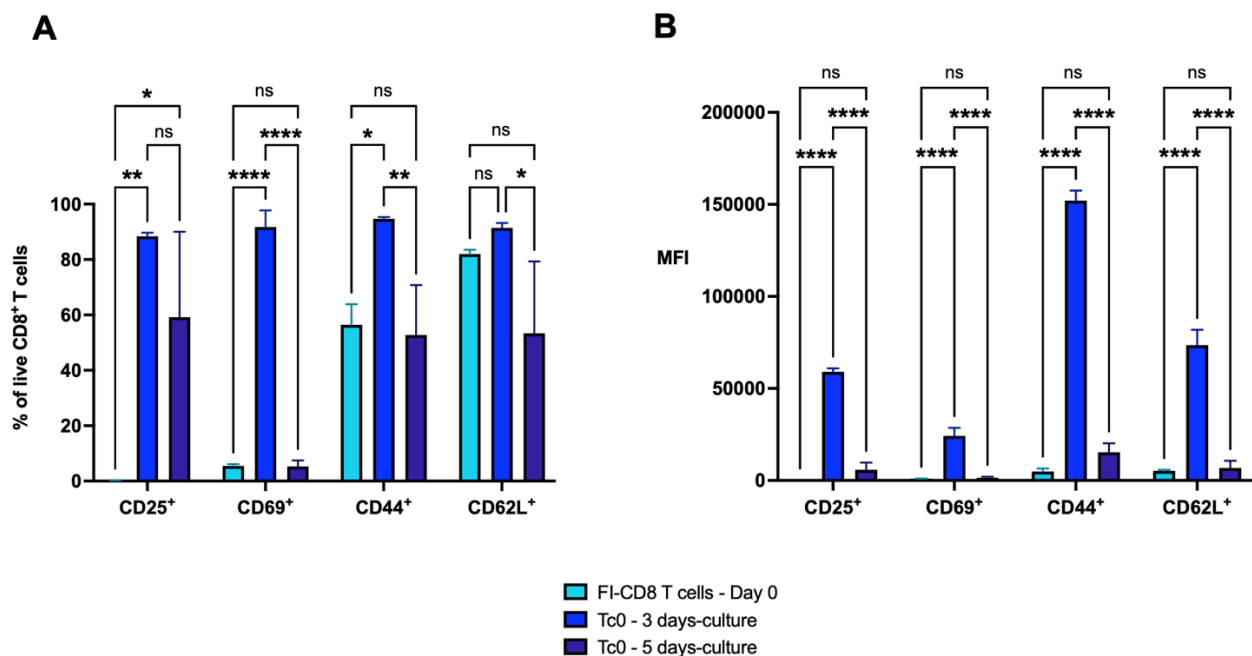 A
B
ns
ns
ns
ns
* ns ns ns
ns
****
****
****
****
* **** ** *
** **** ns
****
****
****
****
% of live CD8⁺ T cells
100
80
60
40
20
0
CD25⁺ CD69⁺ CD44⁺ CD62L⁺
MFI
200000
150000
100000
50000
0
CD25⁺ CD69⁺ CD44⁺ CD62L⁺
FI-CD8 T cells - Day 0
Tc0 - 3 days-culture
Tc0 - 5 days-culture